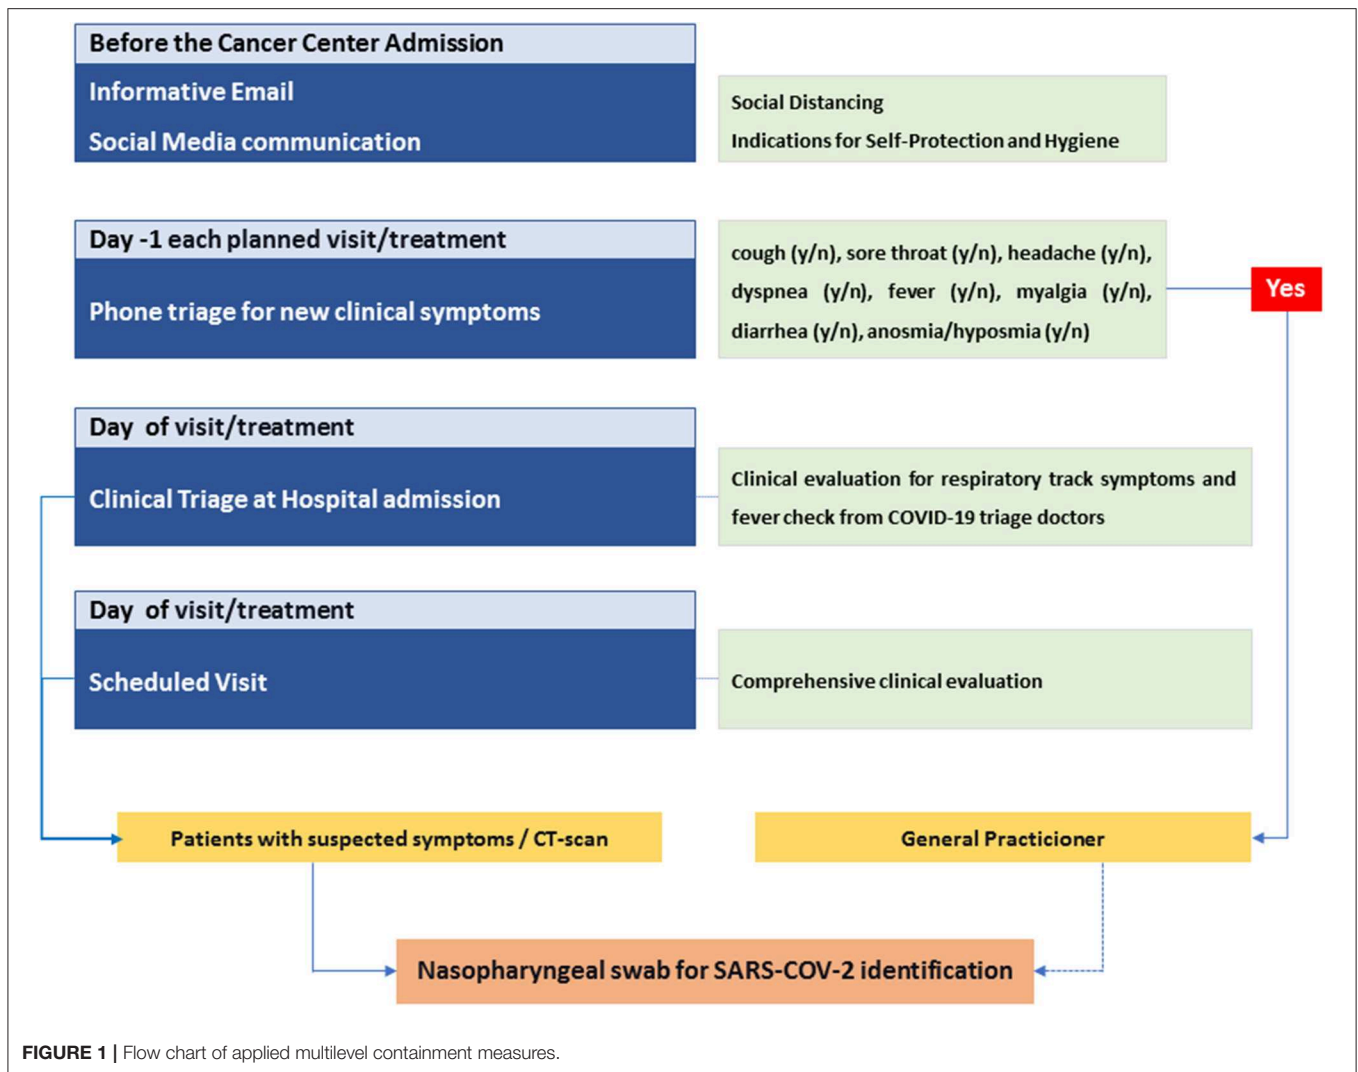 Before the Cancer Center Admission
Informative Email
Social Media communication
Social Distancing
Indications for Self-Protection and Hygiene
Day -1 each planned visit/treatment
Phone triage for new clinical symptoms
cough (y/n), sore throat (y/n), headache (y/n),
dyspnea (y/n), fever (y/n), myalgia (y/n),
diarrhea (y/n), anosmia/hyposmia (y/n)
Yes
Day of visit/treatment
Clinical Triage at Hospital admission
Clinical evaluation for respiratory track symptoms and
fever check from COVID-19 triage doctors
Day of visit/treatment
Scheduled Visit
Comprehensive clinical evaluation
Patients with suspected symptoms / CT-scan
General Practicioner
Nasopharyngeal swab for SARS-COV-2 identification
FIGURE 1 | Flow chart of applied multilevel containment measures.